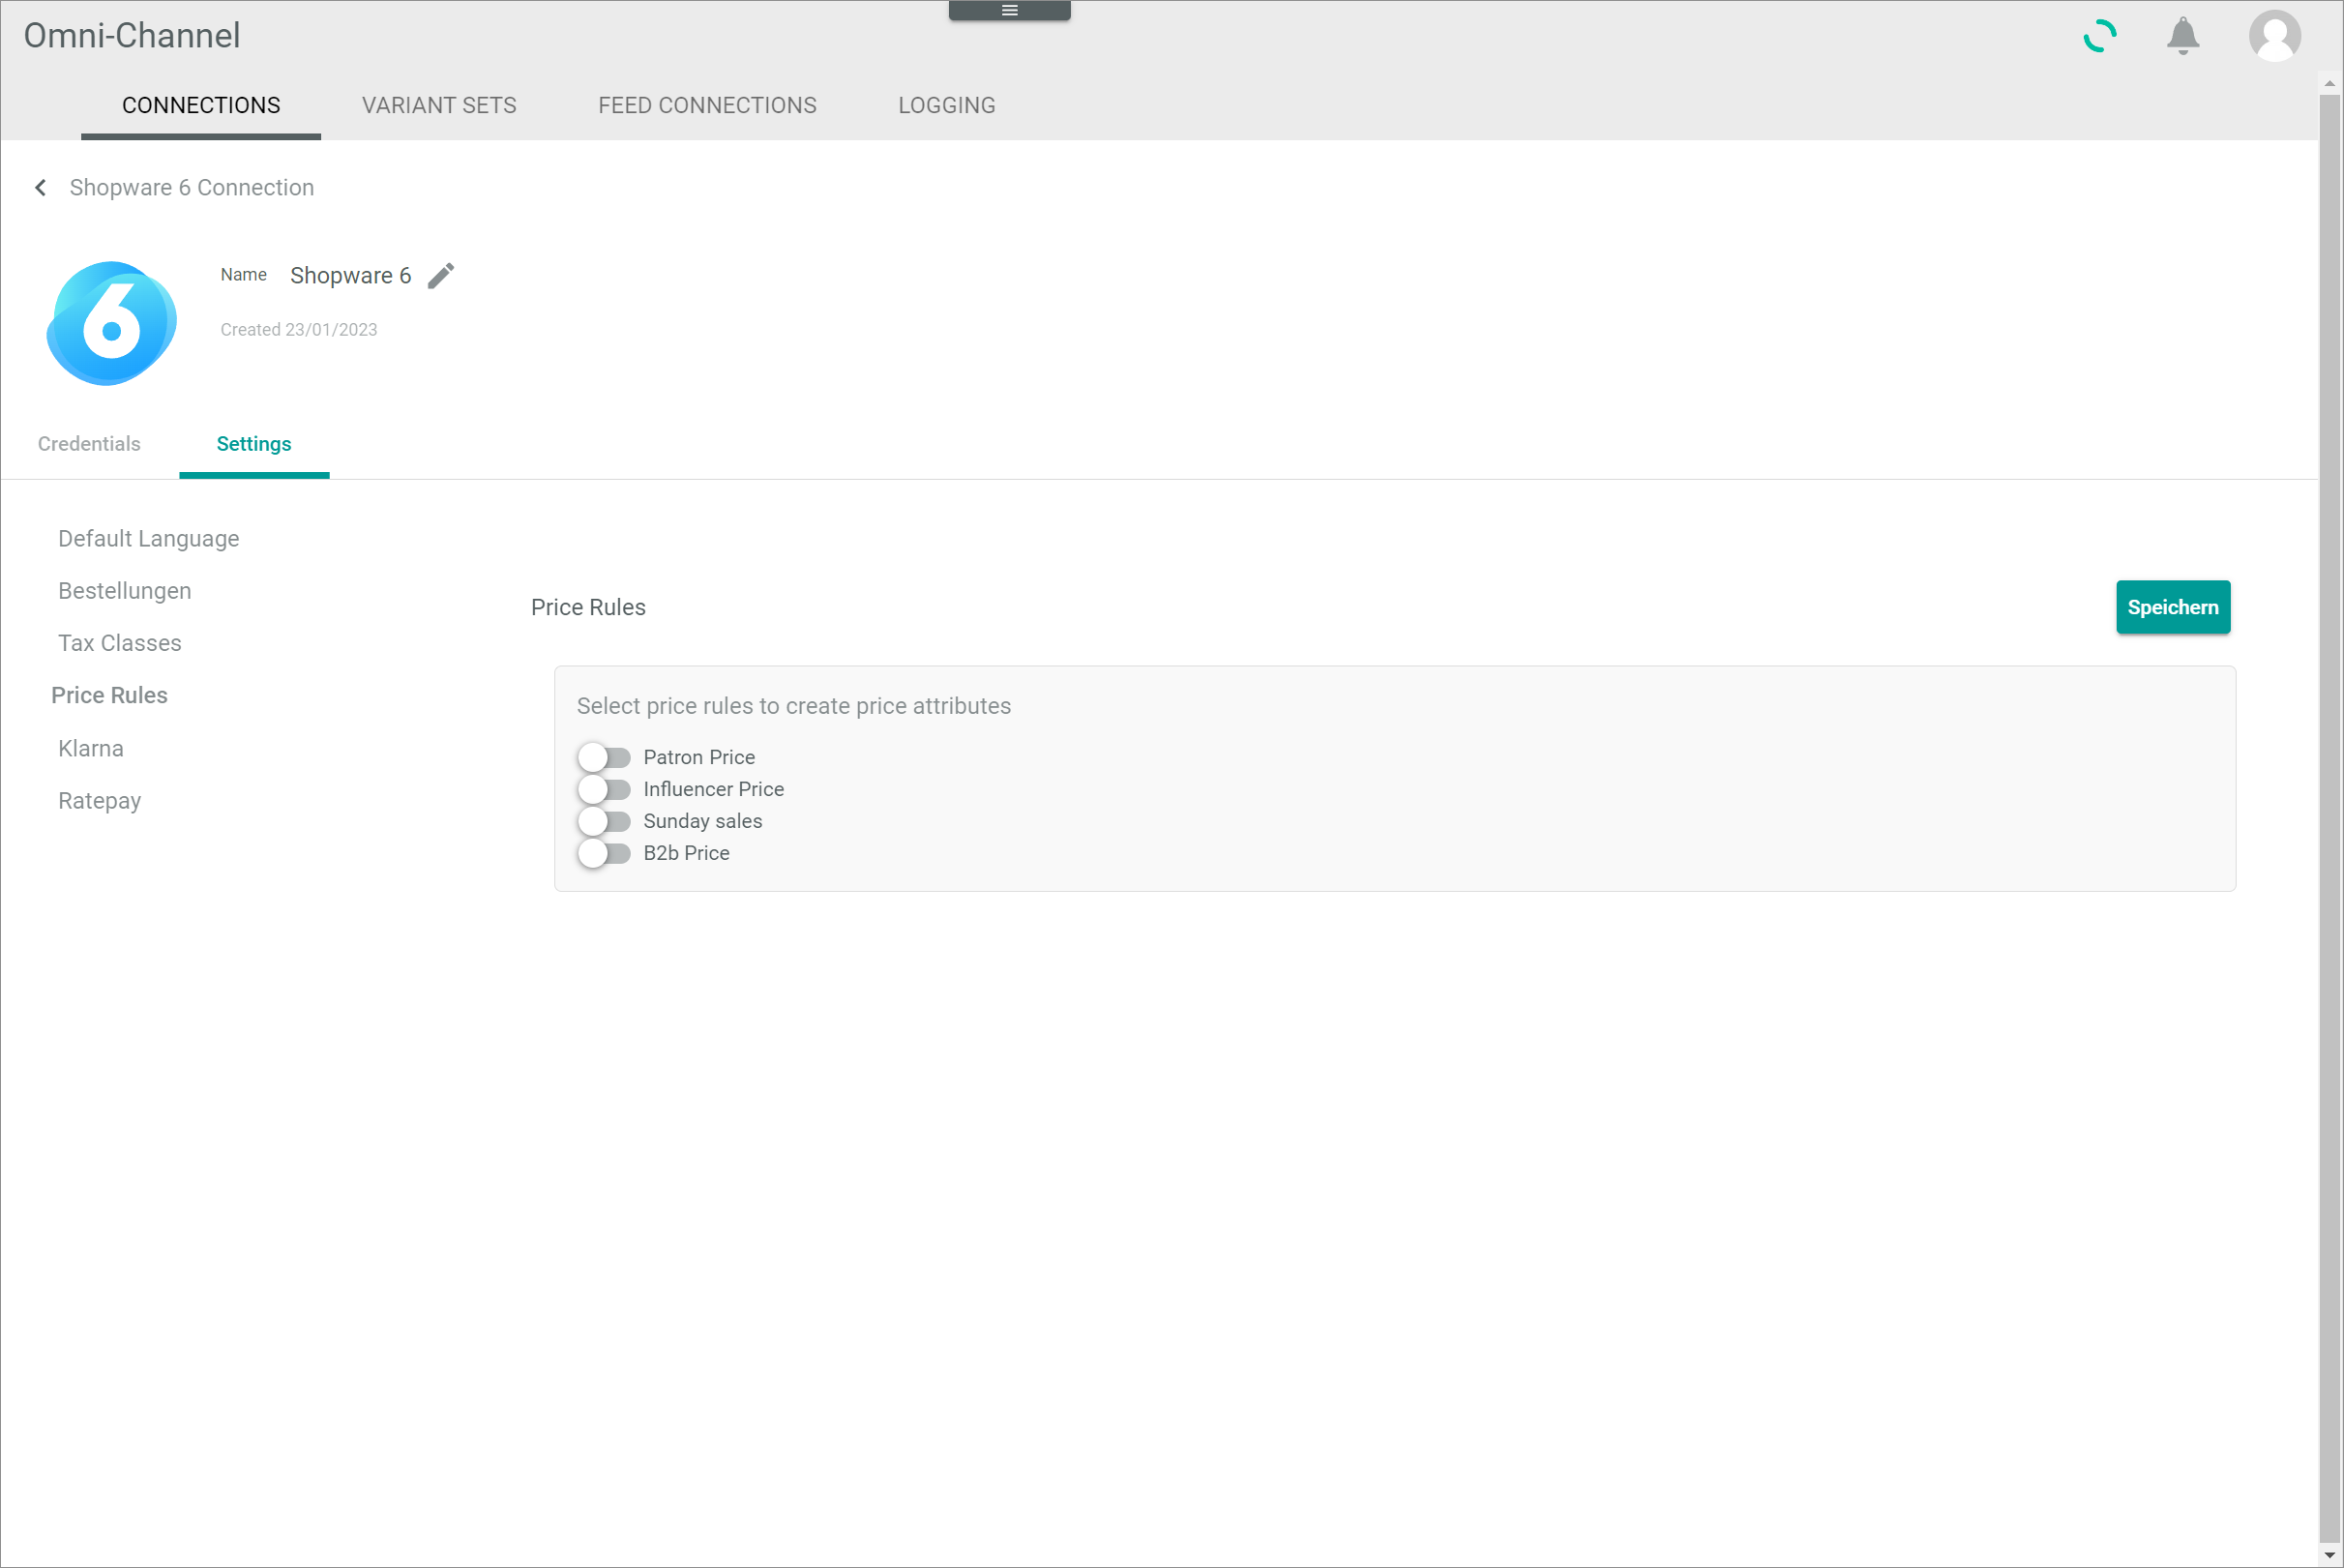 Omni-Channel
CONNECTIONS
VARIANT SETS
FEED CONNECTIONS
LOGGING
Shopware 6 Connection
6
Name
Shopware 6
Created 23/01/2023
Credentials
Settings
Default Language
Bestellungen
Tax Classes
Price Rules
Klarna
Ratepay
Price Rules
Speichern
Select price rules to create price attributes
Patron Price
Influencer Price
Sunday sales
B2b Price